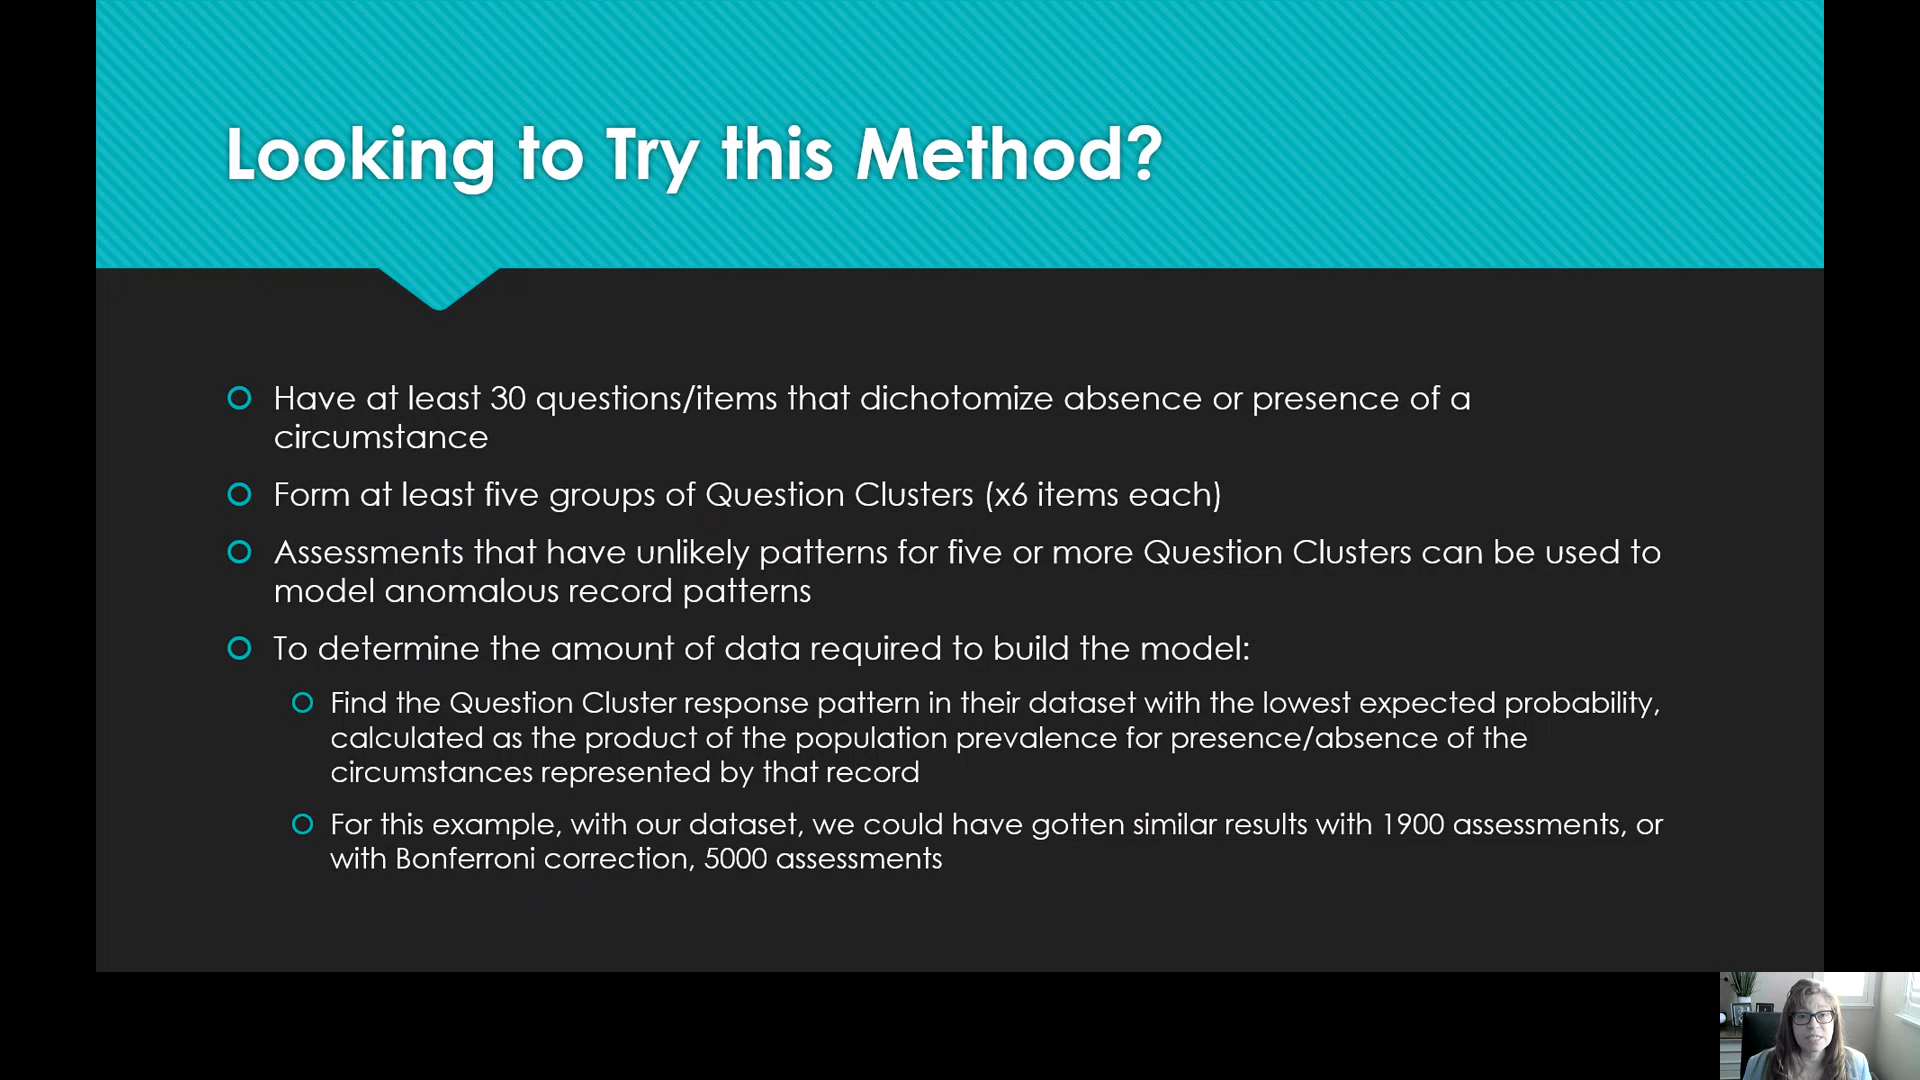 Looking to Try this Method?
Have at least 30 questions/items that dichotomize absence or presence of a
circumstance
Form at least five groups of Question Clusters (x6 items each)
Assessments that have unlikely patterns for five or more Question Clusters can be used to
model anomalous record patterns
To determine the amount of data required to build the model:
Find the Question Cluster response pattern in their dataset with the lowest expected probability,
calculated as the product of the population prevalence for presence/absence of the
circumstances represented by that record
For this example, with our dataset, we could have gotten similar results with 1900 assessments, or
with Bonferroni correction, 5000 assessments